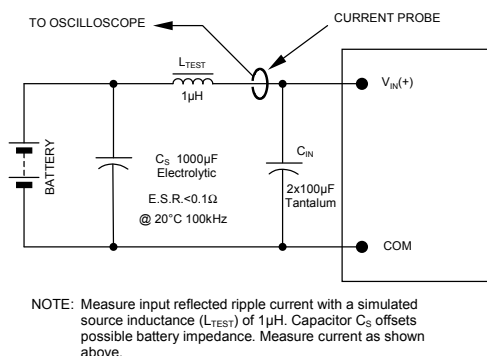 TO OSCILLOSCOPE
CURRENT PROBE
LTEST
1µH
VIN(+)
BATTERY
CS 1000µF
Electrolytic
E.S.R.<0.1Ω
@ 20°C 100kHz
CIN
2x100µF
Tantalum
COM
NOTE: Measure input reflected ripple current with a simulated
source inductance (LTEST) of 1µH. Capacitor CS offsets
possible battery impedance. Measure current as shown
above.